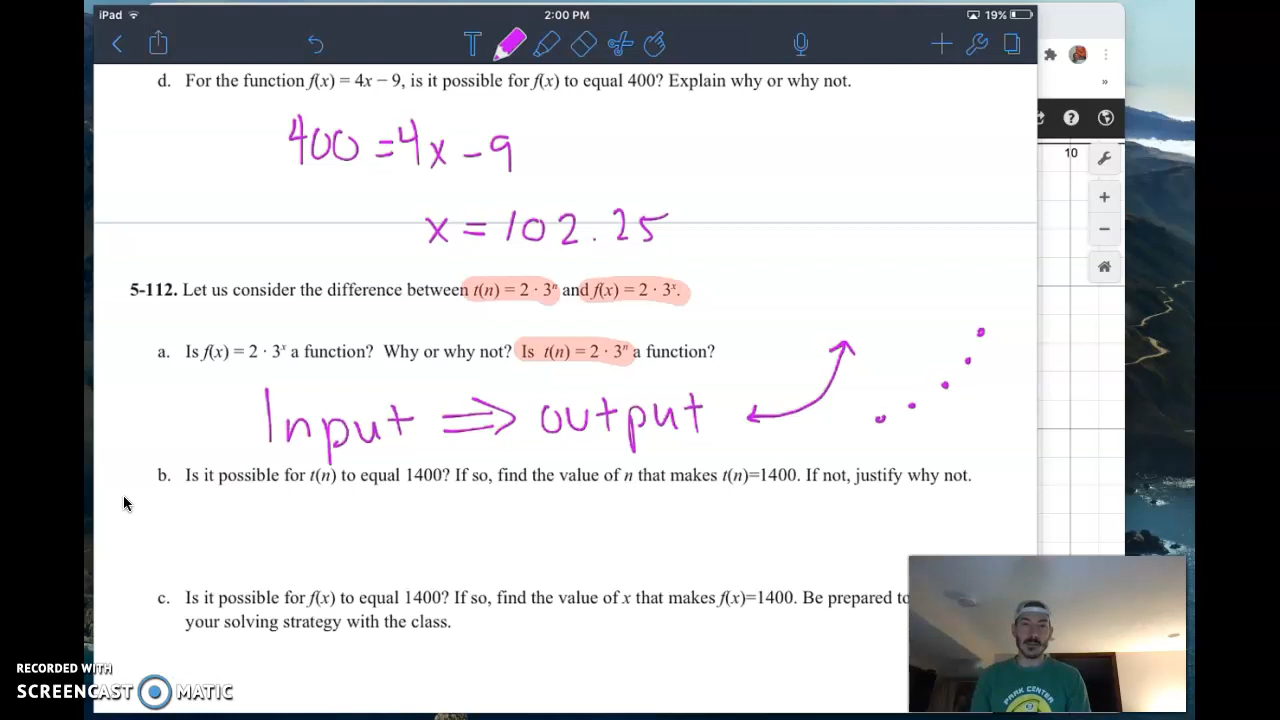 iPad
2:00 PM
19%
T
d. For the function f(x) = 4x − 9, is it possible for f(x) to equal 400? Explain why or why not.
400 = 4x - 9
x = 102.25
10
5-112. Let us consider the difference between t(n) = 2 · 3ⁿ and f(x) = 2 · 3ˣ.
a. Is f(x) = 2 · 3ˣ a function? Why or why not? Is t(n) = 2 · 3ⁿ a function?
Input ⇒ output
b. Is it possible for t(n) to equal 1400? If so, find the value of n that makes t(n)=1400. If not, justify why not.
c. Is it possible for f(x) to equal 1400? If so, find the value of x that makes f(x)=1400. Be prepared to
your solving strategy with the class.
RECORDED WITH
SCREENCAST MATIC
PARK CENTER